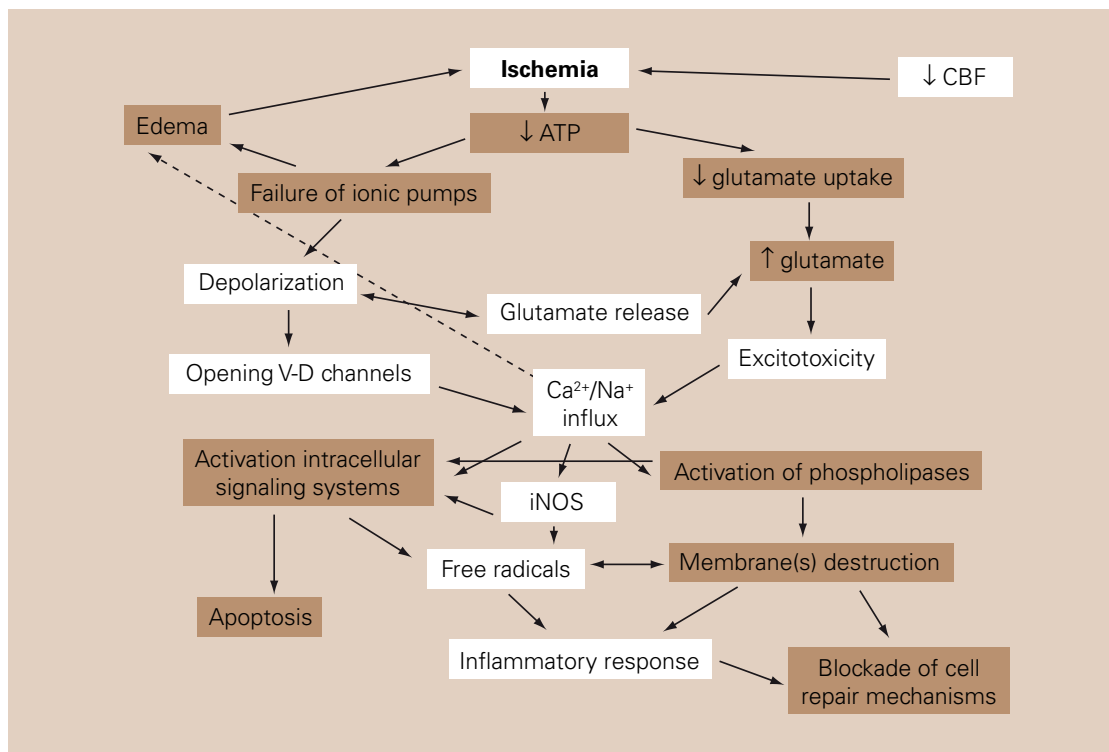 Ischemia
↓ CBF
Edema
↓ ATP
↓ glutamate uptake
Failure of ionic pumps
↑ glutamate
Depolarization
Glutamate release
Excitotoxicity
Opening V-D channels
Ca²⁺/Na⁺
influx
Activation intracellular
signaling systems
Activation of phospholipases
iNOS
Free radicals
Membrane(s) destruction
Apoptosis
Inflammatory response
Blockade of cell
repair mechanisms